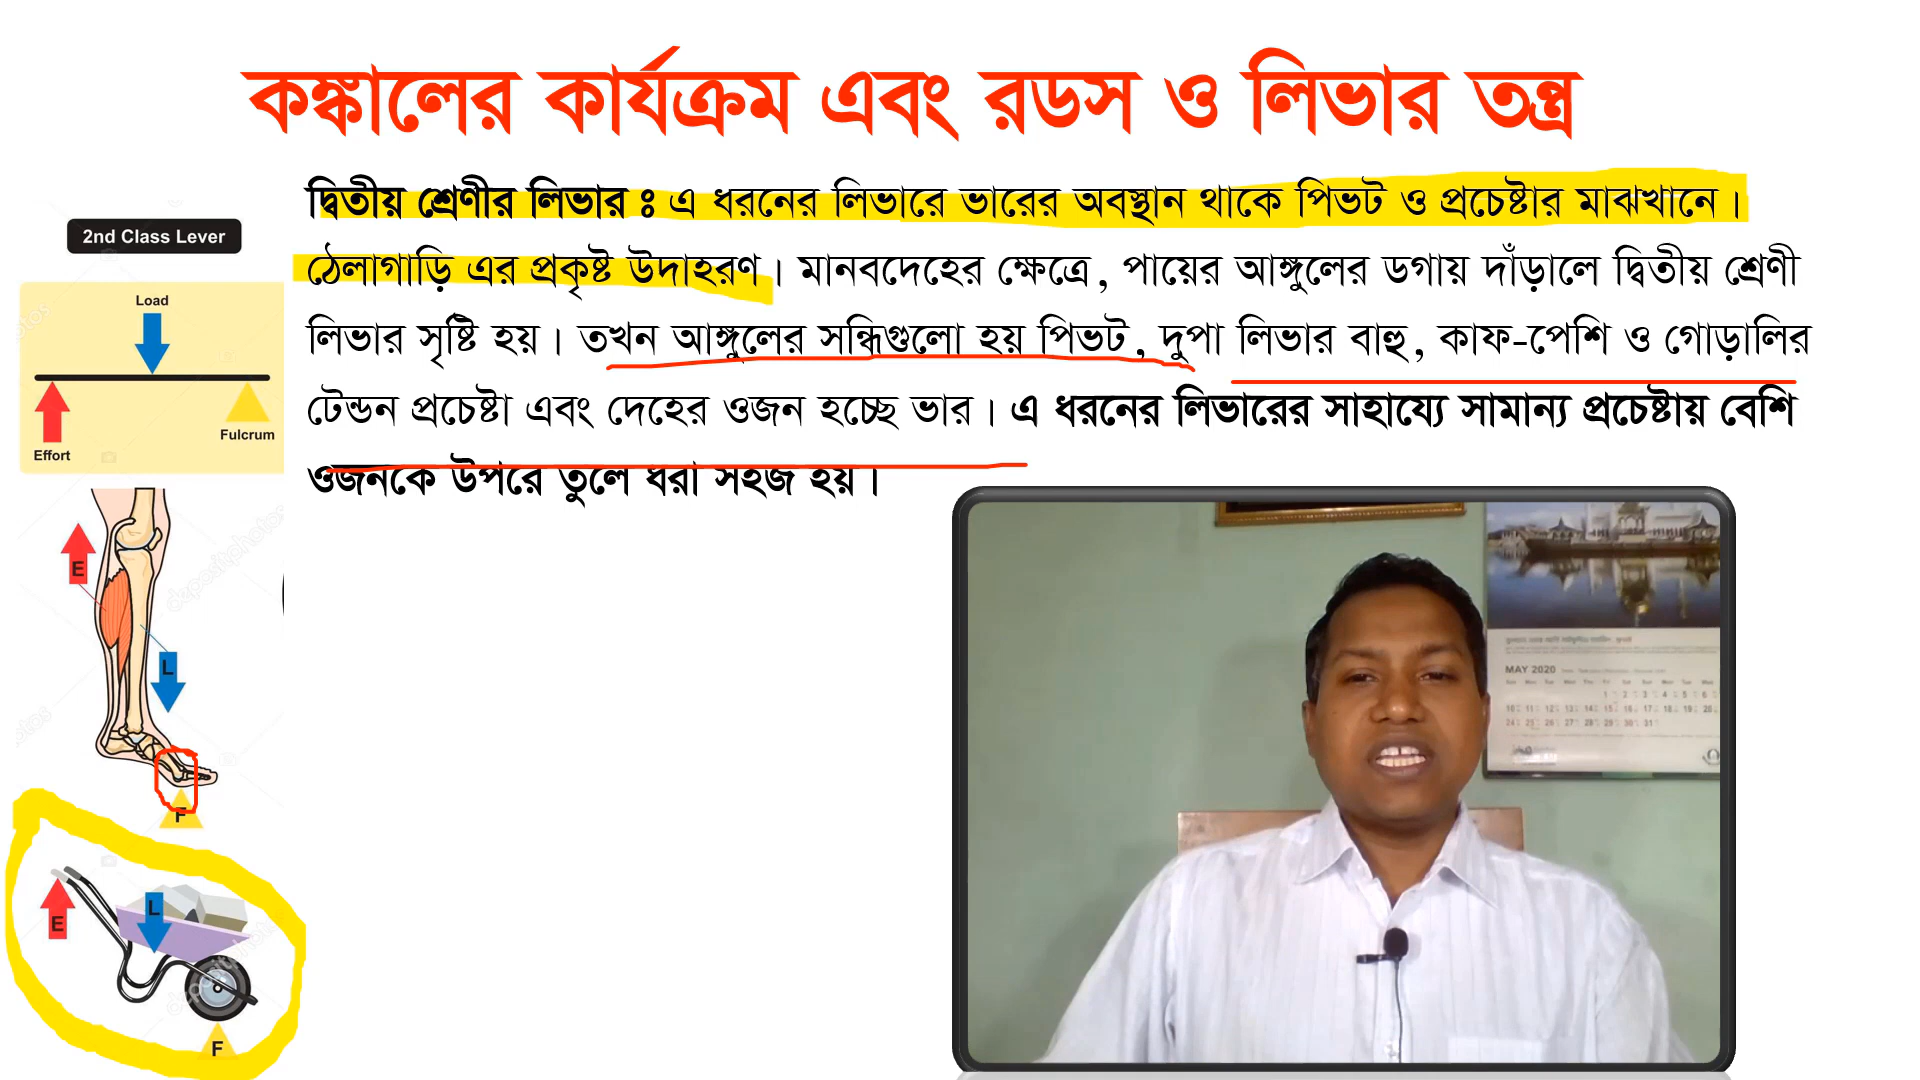 কঙ্কালের কার্যক্রম এবং রডস ও লিভার তন্ত্র
দ্বিতীয় শ্রেণীর লিভার ঃ এ ধরনের লিভারে ভারের অবস্থান থাকে পিভট ও প্রচেষ্টার মাঝখানে।
ঠেলাগাড়ি এর প্রকৃষ্ট উদাহরণ। মানবদেহের ক্ষেত্রে, পায়ের আঙ্গুলের ডগায় দাঁড়ালে দ্বিতীয় শ্রেণী
লিভার সৃষ্টি হয়। তখন আঙ্গুলের সন্ধিগুলো হয় পিভট, দুপা লিভার বাহু, কাফ-পেশি ও গোড়ালির
টেন্ডন প্রচেষ্টা এবং দেহের ওজন হচ্ছে ভার। এ ধরনের লিভারের সাহায্যে সামান্য প্রচেষ্টায় বেশি
ওজনকে উপরে তুলে ধরা সহজ হয়।
2nd Class Lever
Load
Fulcrum
Effort
E
L
F
E
L
F
depositphotos
MAY 2020